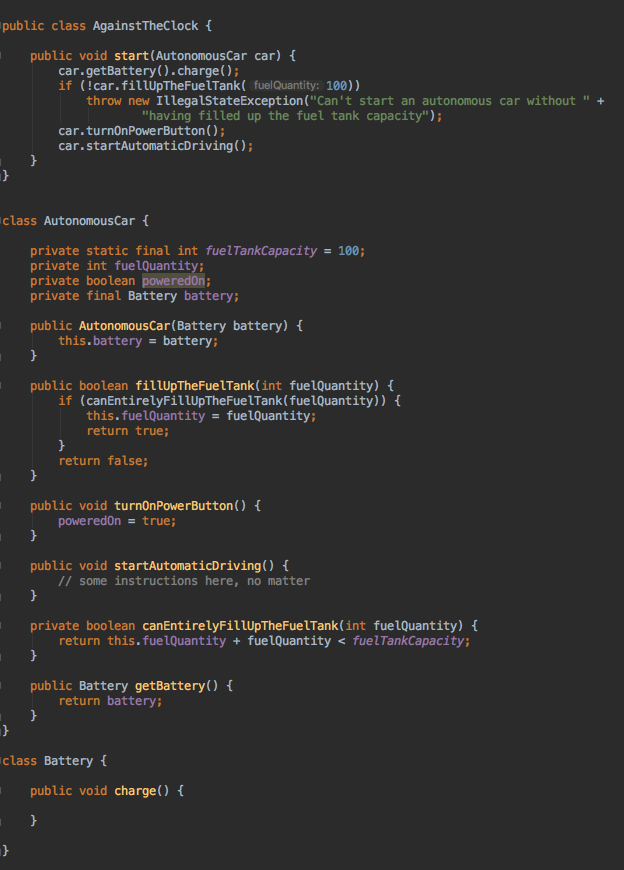 public class AgainstTheClock {
public void start(AutonomousCar car) {
car.getBattery().charge();
if (!car.fillUpTheFuelTank( fuelQuantity: 100))
throw new IllegalStateException("Can't start an autonomous car without " +
"having filled up the fuel tank capacity");
car.turnOnPowerButton();
car.startAutomaticDriving();
}
}
class AutonomousCar {
private static final int fuelTankCapacity = 100;
private int fuelQuantity;
private boolean poweredOn;
private final Battery battery;
public AutonomousCar(Battery battery) {
this.battery = battery;
}
public boolean fillUpTheFuelTank(int fuelQuantity) {
if (canEntirelyFillUpTheFuelTank(fuelQuantity)) {
this.fuelQuantity = fuelQuantity;
return true;
}
return false;
}
public void turnOnPowerButton() {
poweredOn = true;
}
public void startAutomaticDriving() {
// some instructions here, no matter
}
private boolean canEntirelyFillUpTheFuelTank(int fuelQuantity) {
return this.fuelQuantity + fuelQuantity < fuelTankCapacity;
}
public Battery getBattery() {
return battery;
}
}
class Battery {
public void charge() {
}
}